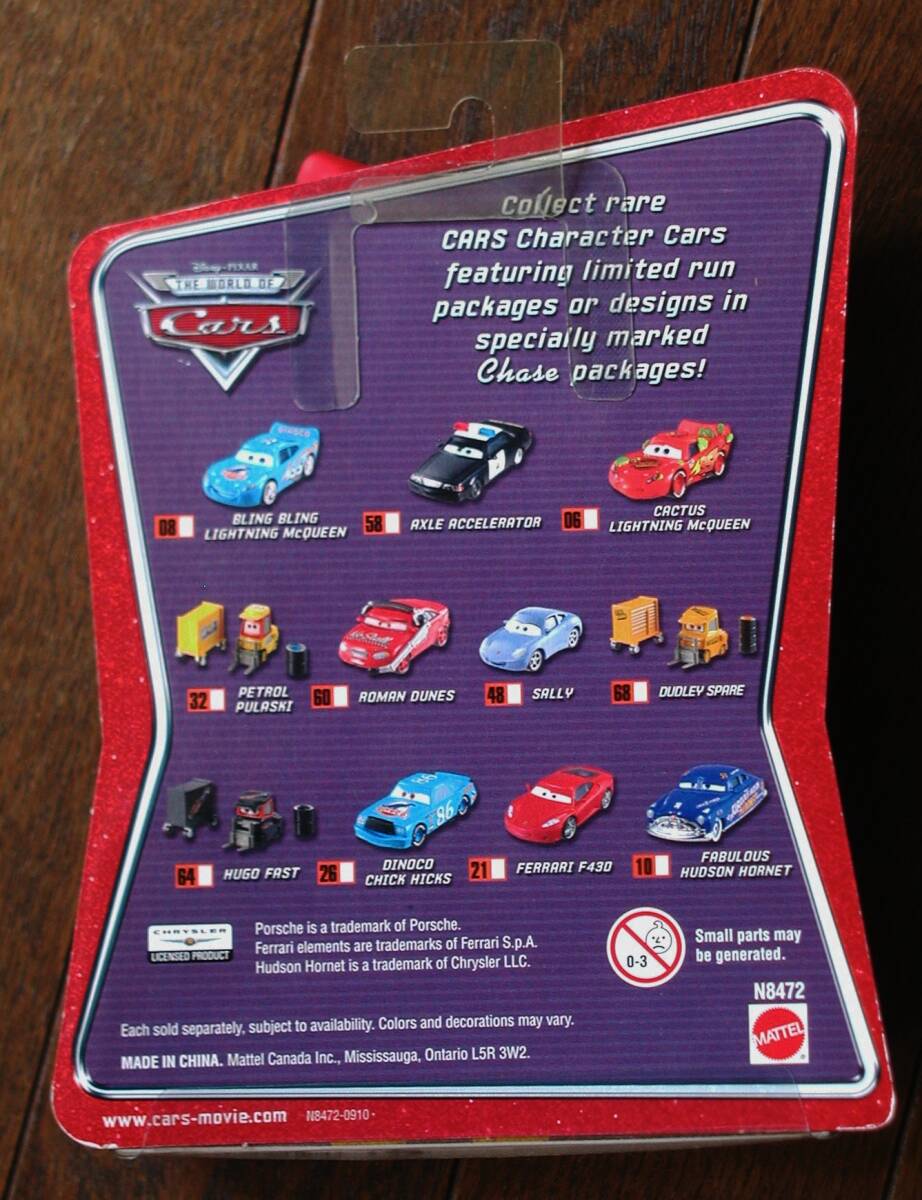 Collect rare
CARS Character Cars
featuring limited run
packages or designs in
specially marked
Chase packages!
Disney·PIXAR
THE WORLD OF
Cars
08 BLING BLING
LIGHTNING McQUEEN
58 AXLE ACCELERATOR
06 CACTUS
LIGHTNING McQUEEN
32 PETROL
PULASKI
60 ROMAN DUNES
48 SALLY
68 DUDLEY SPARE
86
64 HUGO FAST
26 DINOCO
CHICK HICKS
21 FERRARI F430
10 FABULOUS
HUDSON HORNET
CHRYSLER
LICENSED PRODUCT
Porsche is a trademark of Porsche.
Ferrari elements are trademarks of Ferrari S.p.A.
Hudson Hornet is a trademark of Chrysler LLC.
0-3
Small parts may
be generated.
N8472
MATTEL
Each sold separately, subject to availability. Colors and decorations may vary.
MADE IN CHINA. Mattel Canada Inc., Mississauga, Ontario L5R 3W2.
www.cars-movie.com N8472-0910